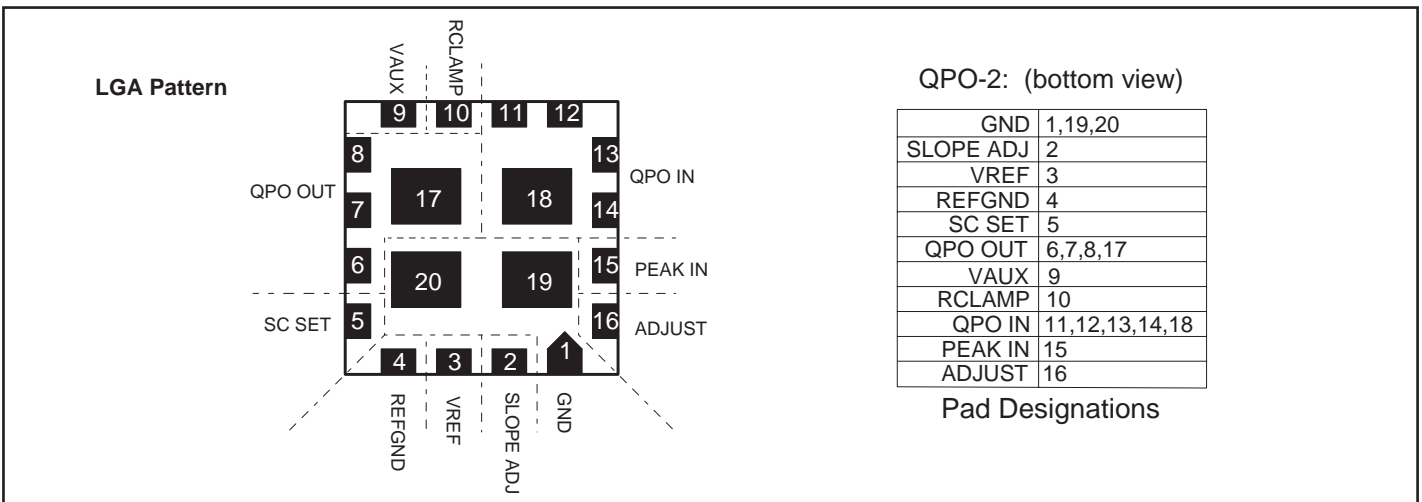 LGA Pattern
VAUX
RCLAMP
9 10 11 12
8 13
QPO OUT
QPO IN
17 18
7 14
6 15
PEAK IN
20 19
SC SET
5 16
ADJUST
4 3 2 1
REFGND
VREF
SLOPE ADJ
GND
QPO-2: (bottom view)
GND 1,19,20
SLOPE ADJ 2
VREF 3
REFGND 4
SC SET 5
QPO OUT 6,7,8,17
VAUX 9
RCLAMP 10
QPO IN 11,12,13,14,18
PEAK IN 15
ADJUST 16
Pad Designations